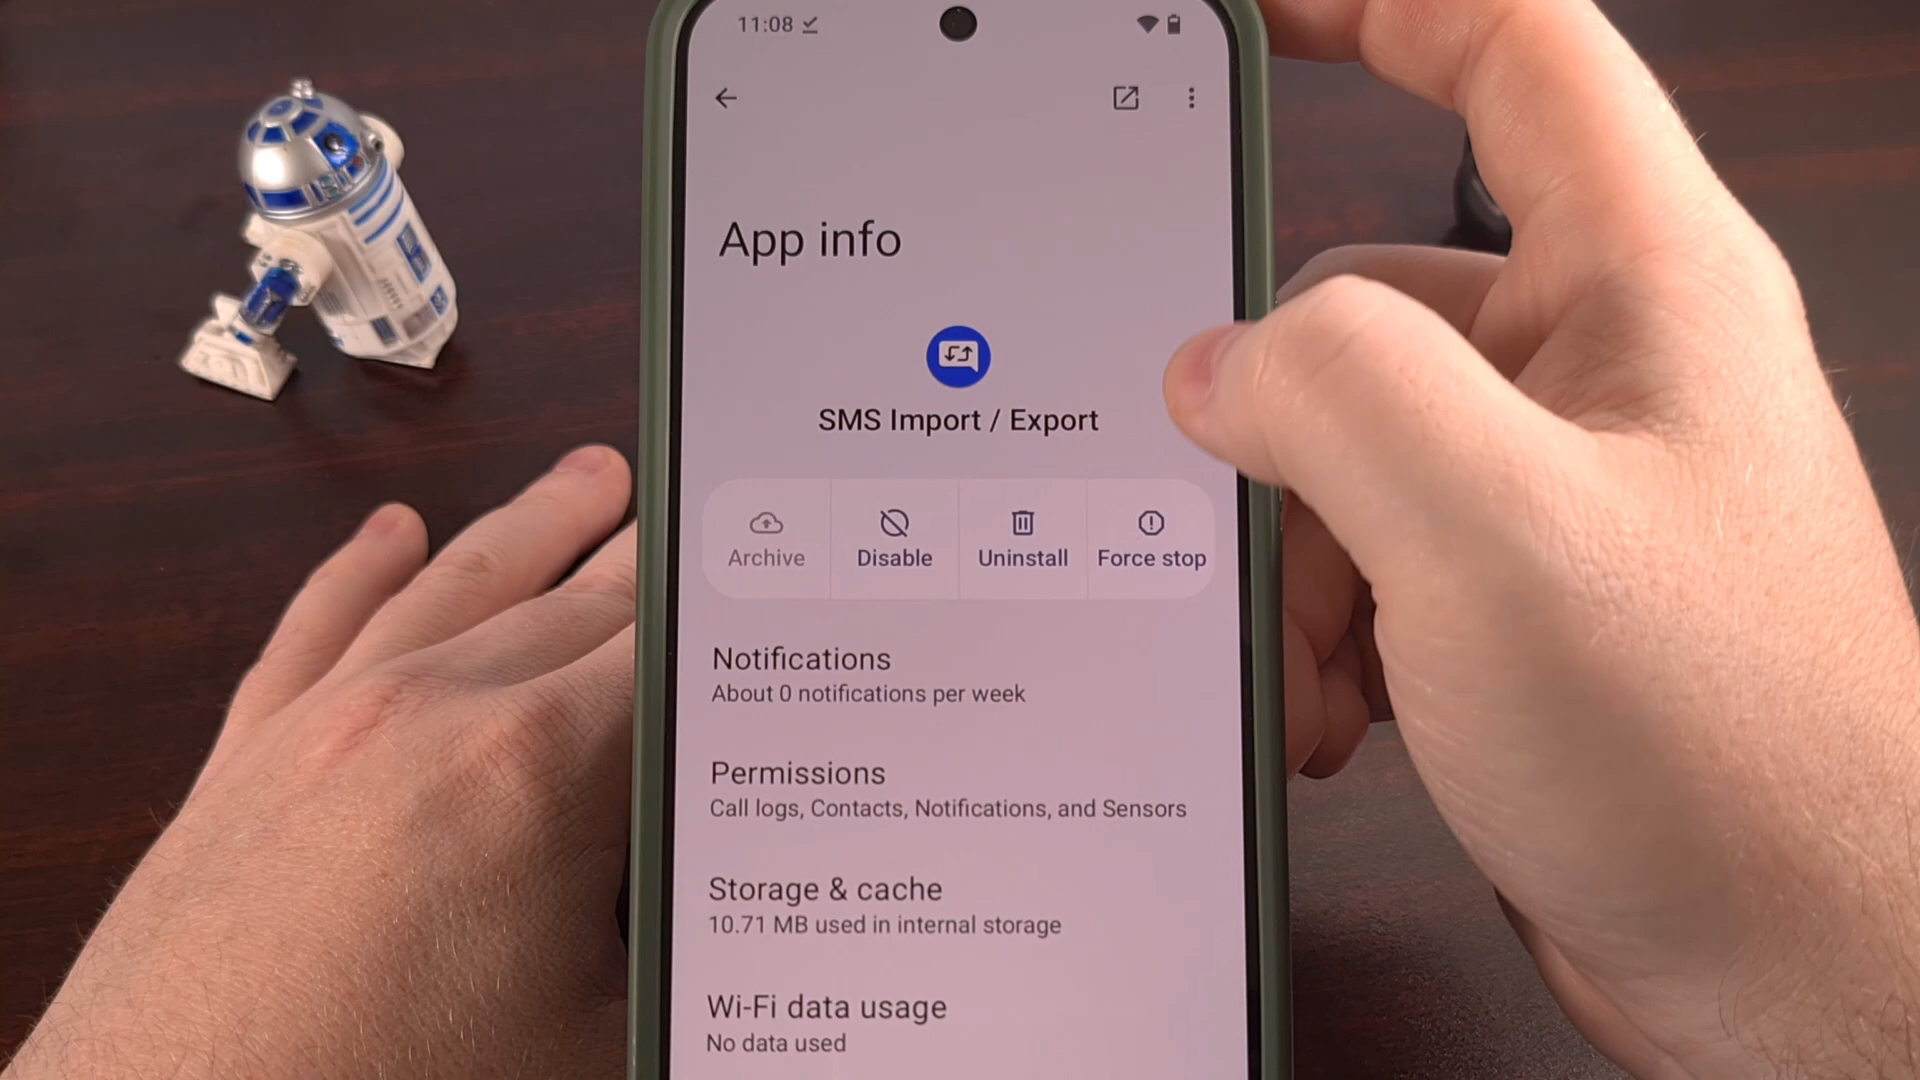 11:08
App info
SMS Import / Export
Archive
Disable
Uninstall
Force stop
Notifications
About 0 notifications per week
Permissions
Call logs, Contacts, Notifications, and Sensors
Storage & cache
10.71 MB used in internal storage
Wi-Fi data usage
No data used